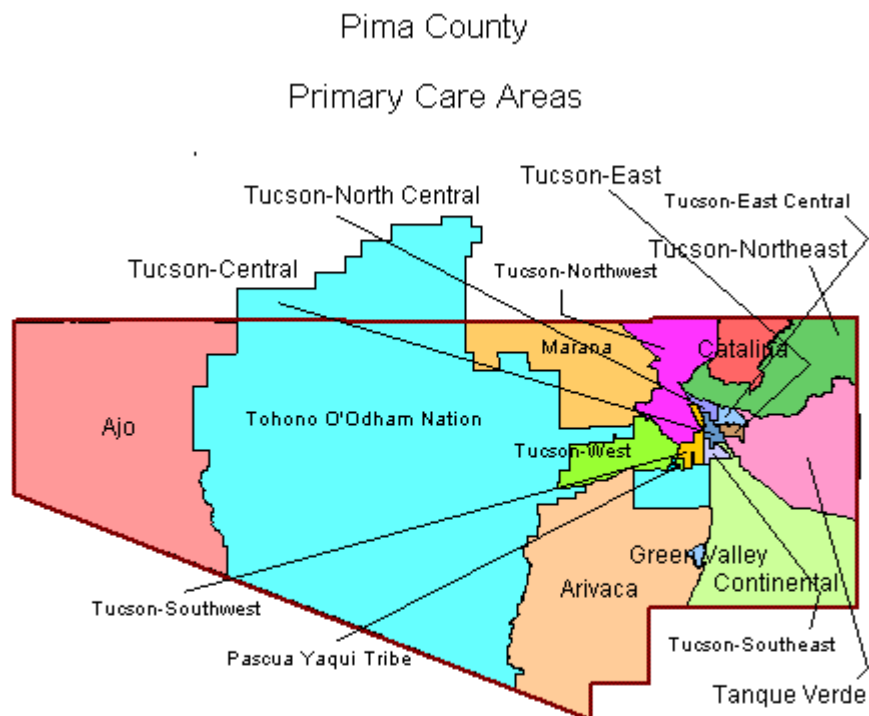 Pima County
Primary Care Areas
Tucson-East
Tucson-North Central
Tucson-East Central
Tucson-Northeast
Tucson-Central
Tucson-Northwest
Marana
Catalina
Ajo
Tohono O'Odham Nation
Tucson-West
Green Valley
Arivaca
Continental
Tucson-Southwest
Tucson-Southeast
Pascua Yaqui Tribe
Tanque Verde